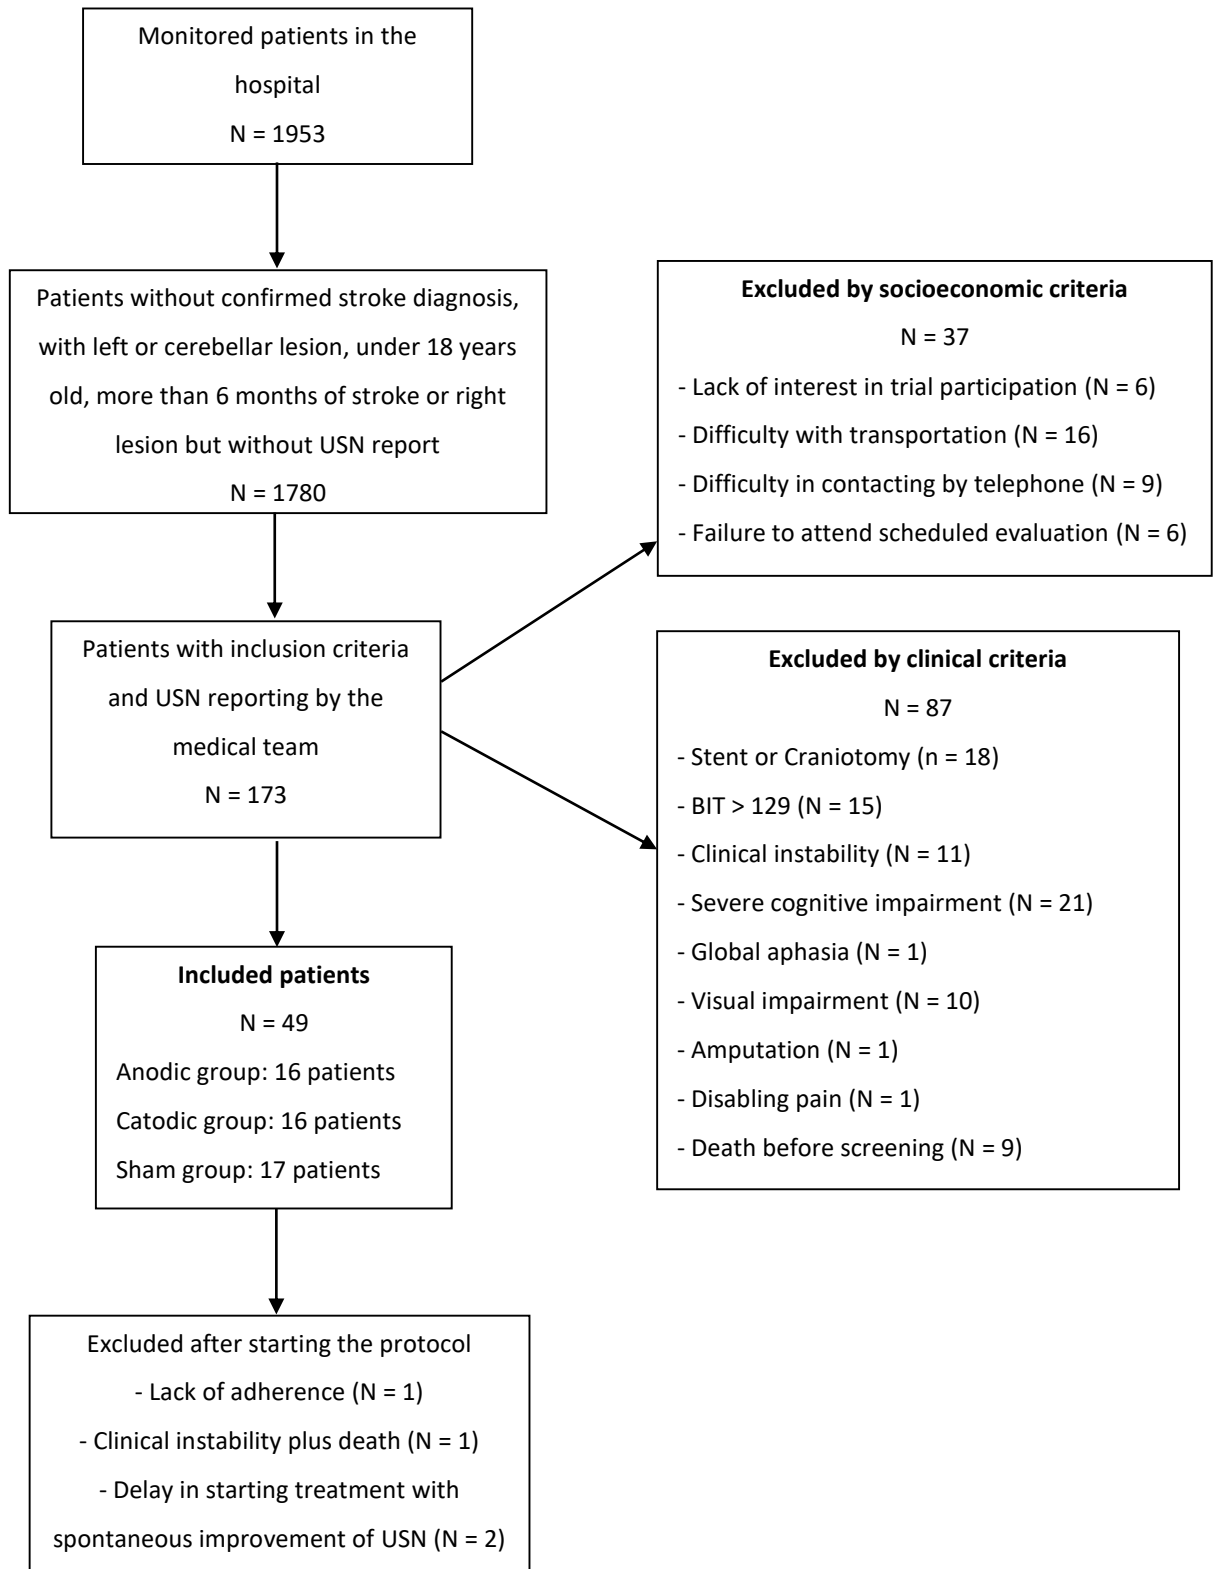 Monitored patients in the
hospital
N = 1953
Patients without confirmed stroke diagnosis,
with left or cerebellar lesion, under 18 years
old, more than 6 months of stroke or right
lesion but without USN report
N = 1780
Excluded by socioeconomic criteria
N = 37
- Lack of interest in trial participation (N = 6)
- Difficulty with transportation (N = 16)
- Difficulty in contacting by telephone (N = 9)
- Failure to attend scheduled evaluation (N = 6)
Patients with inclusion criteria
and USN reporting by the
medical team
N = 173
Excluded by clinical criteria
N = 87
- Stent or Craniotomy (n = 18)
- BIT > 129 (N = 15)
- Clinical instability (N = 11)
- Severe cognitive impairment (N = 21)
- Global aphasia (N = 1)
- Visual impairment (N = 10)
- Amputation (N = 1)
- Disabling pain (N = 1)
- Death before screening (N = 9)
Included patients
N = 49
Anodic group: 16 patients
Catodic group: 16 patients
Sham group: 17 patients
Excluded after starting the protocol
- Lack of adherence (N = 1)
- Clinical instability plus death (N = 1)
- Delay in starting treatment with
spontaneous improvement of USN (N = 2)